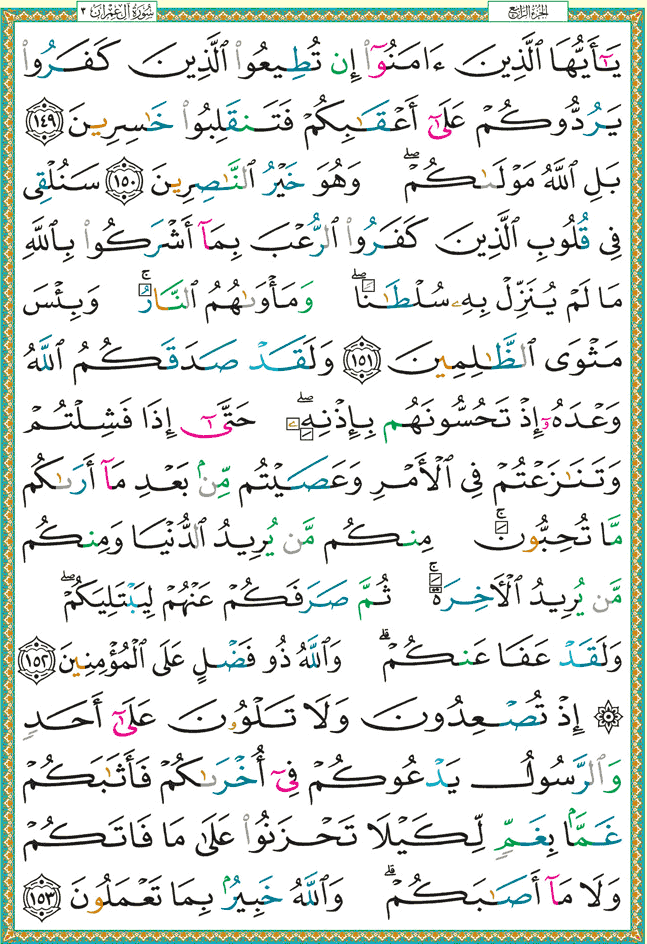 سُورَةُ آلِ عِمْرَان ٣ الجزء الرابع
يَـٰٓأَيُّهَا ٱلَّذِينَ ءَامَنُوٓا۟ إِن تُطِيعُوا۟ ٱلَّذِينَ كَفَرُوا۟
يَرُدُّوكُمْ عَلَىٰٓ أَعْقَـٰبِكُمْ فَتَنقَلِبُوا۟ خَـٰسِرِينَ ١٤٩
بَلِ ٱللَّهُ مَوْلَىٰكُمْ ۖ وَهُوَ خَيْرُ ٱلنَّـٰصِرِينَ ١٥٠ سَنُلْقِى
فِى قُلُوبِ ٱلَّذِينَ كَفَرُوا۟ ٱلرُّعْبَ بِمَآ أَشْرَكُوا۟ بِٱللَّهِ
مَا لَمْ يُنَزِّلْ بِهِۦ سُلْطَـٰنًا ۖ وَمَأْوَىٰهُمُ ٱلنَّارُ ۚ وَبِئْسَ
مَثْوَى ٱلظَّـٰلِمِينَ ١٥١ وَلَقَدْ صَدَقَكُمُ ٱللَّهُ
وَعْدَهُۥٓ إِذْ تَحُسُّونَهُم بِإِذْنِهِۦ ۖ حَتَّىٰٓ إِذَا فَشِلْتُمْ
وَتَنَـٰزَعْتُمْ فِى ٱلْأَمْرِ وَعَصَيْتُم مِّنۢ بَعْدِ مَآ أَرَىٰكُم
مَّا تُحِبُّونَ ۚ مِنكُم مَّن يُرِيدُ ٱلدُّنْيَا وَمِنكُم
مَّن يُرِيدُ ٱلْـَٔاخِرَةَ ۚ ثُمَّ صَرَفَكُمْ عَنْهُمْ لِيَبْتَلِيَكُمْ ۖ
وَلَقَدْ عَفَا عَنكُمْ ۗ وَٱللَّهُ ذُو فَضْلٍ عَلَى ٱلْمُؤْمِنِينَ ١٥٢
۞ إِذْ تُصْعِدُونَ وَلَا تَلْوُۥنَ عَلَىٰٓ أَحَدٍ
وَٱلرَّسُولُ يَدْعُوكُمْ فِىٓ أُخْرَىٰكُمْ فَأَثَـٰبَكُمْ
غَمًّۢا بِغَمٍّ لِّكَيْلَا تَحْزَنُوا۟ عَلَىٰ مَا فَاتَكُمْ
وَلَا مَآ أَصَـٰبَكُمْ ۗ وَٱللَّهُ خَبِيرٌۢ بِمَا تَعْمَلُونَ ١٥٣